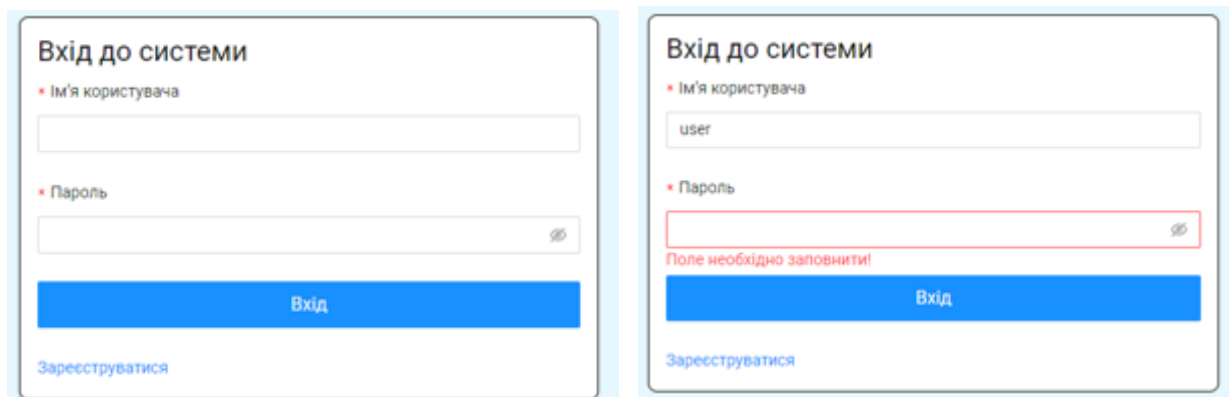 Вхід до системи
* Ім'я користувача
* Пароль
Вхід
Зареєструватися
Вхід до системи
* Ім'я користувача
user
* Пароль
Поле необхідно заповнити!
Вхід
Зареєструватися